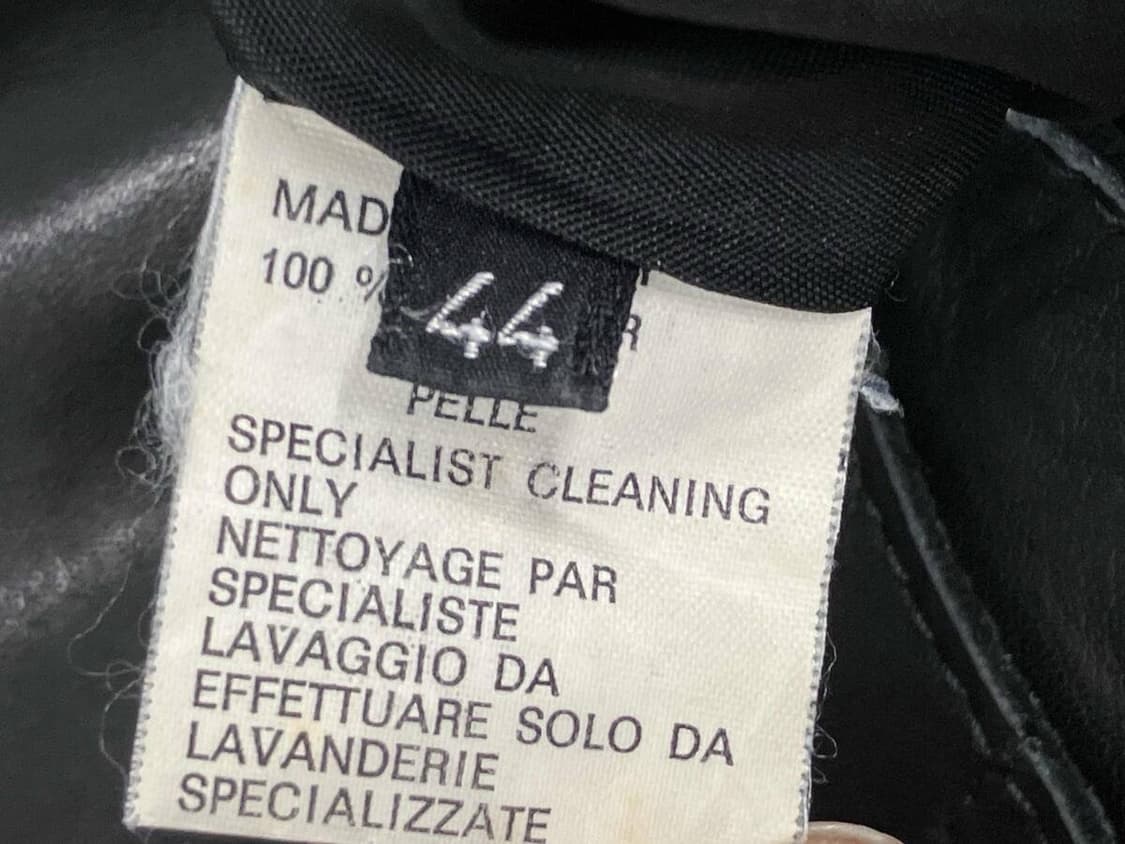 MAD
100 %
44
R
PELLE
SPECIALIST CLEANING
ONLY
NETTOYAGE PAR
SPECIALISTE
LAVAGGIO DA
EFFETTUARE SOLO DA
LAVANDERIE
SPECIALIZZATE